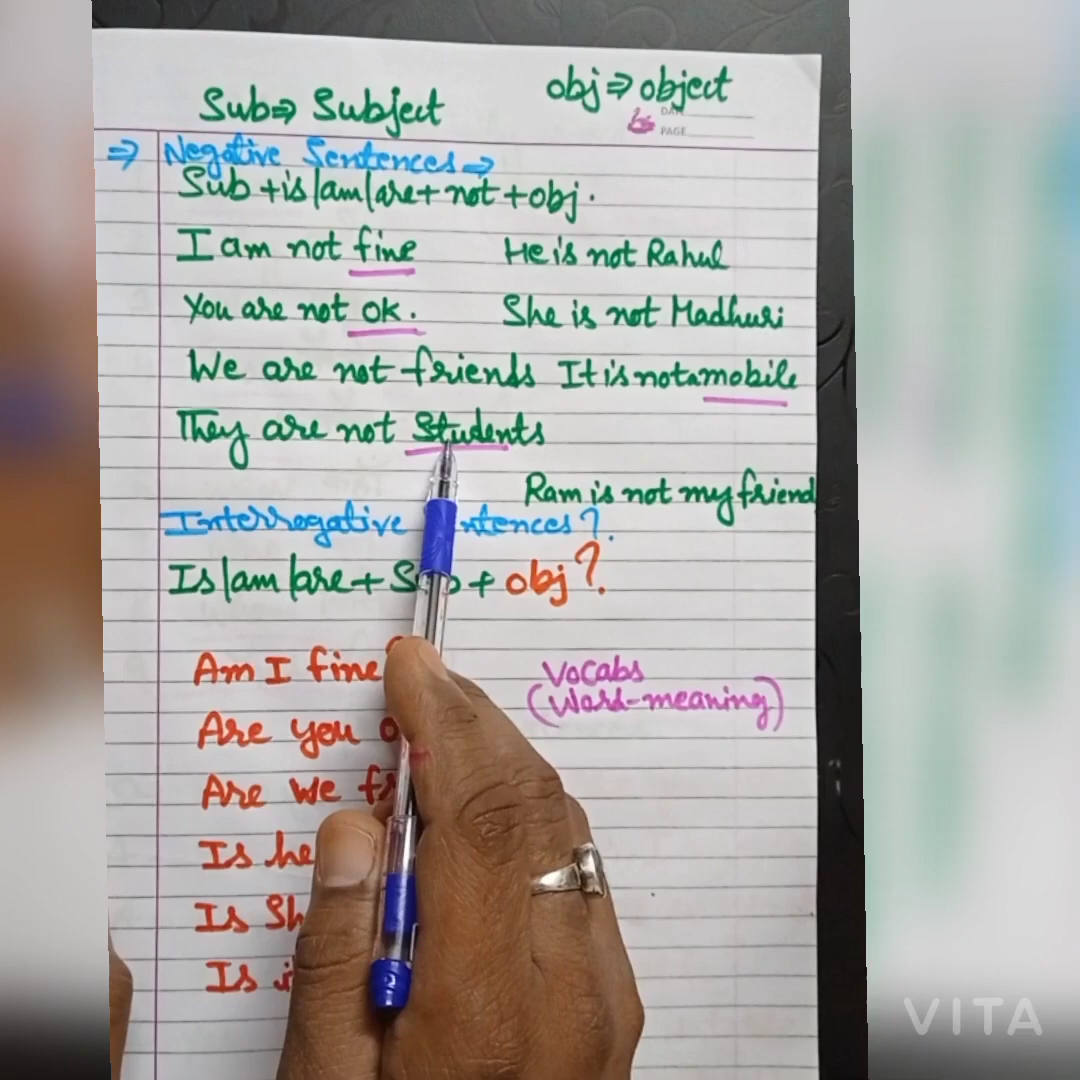 Sub⇒ Subject obj⇒object
DATE
PAGE
⇒ Negative Sentences⇒
Sub+is|am|are+not+obj.
I am not fine He is not Rahul
You are not ok. She is not Madhuri
We are not friends It is not a mobile
They are not Students
Ram is not my friend
Interrogative ntences?
Is|am|are+ S + obj?
Am I fine
Vocabs
(Word-meaning)
Are you
Are we
Is he
Is
Is
VITA